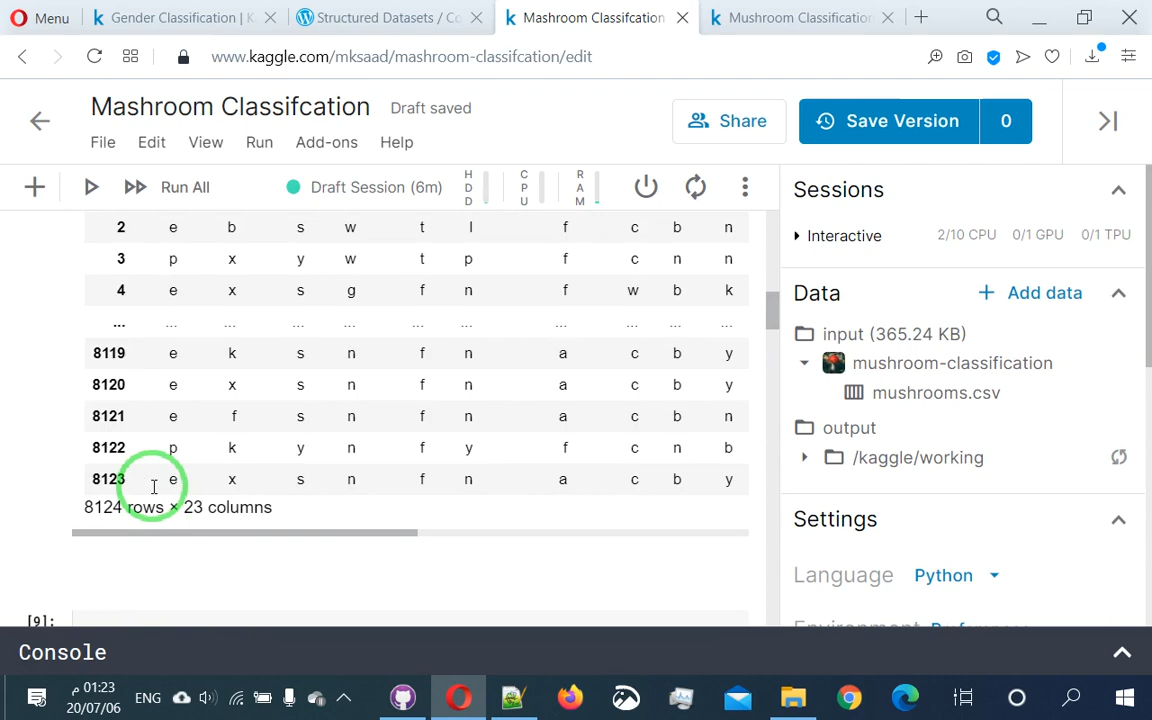 Menu
Gender Classification | K
Structured Datasets / Co
Mashroom Classifcation
Mushroom Classification
www.kaggle.com/mksaad/mashroom-classifcation/edit
Mashroom Classifcation
Draft saved
File Edit View Run Add-ons Help
Share
Save Version
0
Run All
Draft Session (6m)
HDD
CPU
RAM
2 e b s w t l f c b n
3 p x y w t p f c n n
4 e x s g f n f w b k
... ... ... ... ... ... ... ... ... ... ...
8119 e k s n f n a c b y
8120 e x s n f n a c b y
8121 e f s n f n a c b n
8122 p k y n f y f c n b
8123 e x s n f n a c b y
8124 rows × 23 columns
[9]:
Sessions
Interactive 2/10 CPU 0/1 GPU 0/1 TPU
Data
+ Add data
input (365.24 KB)
mushroom-classification
mushrooms.csv
output
/kaggle/working
Settings
Language Python
Environment Preferences
Console
01:23 م
20/07/06
ENG